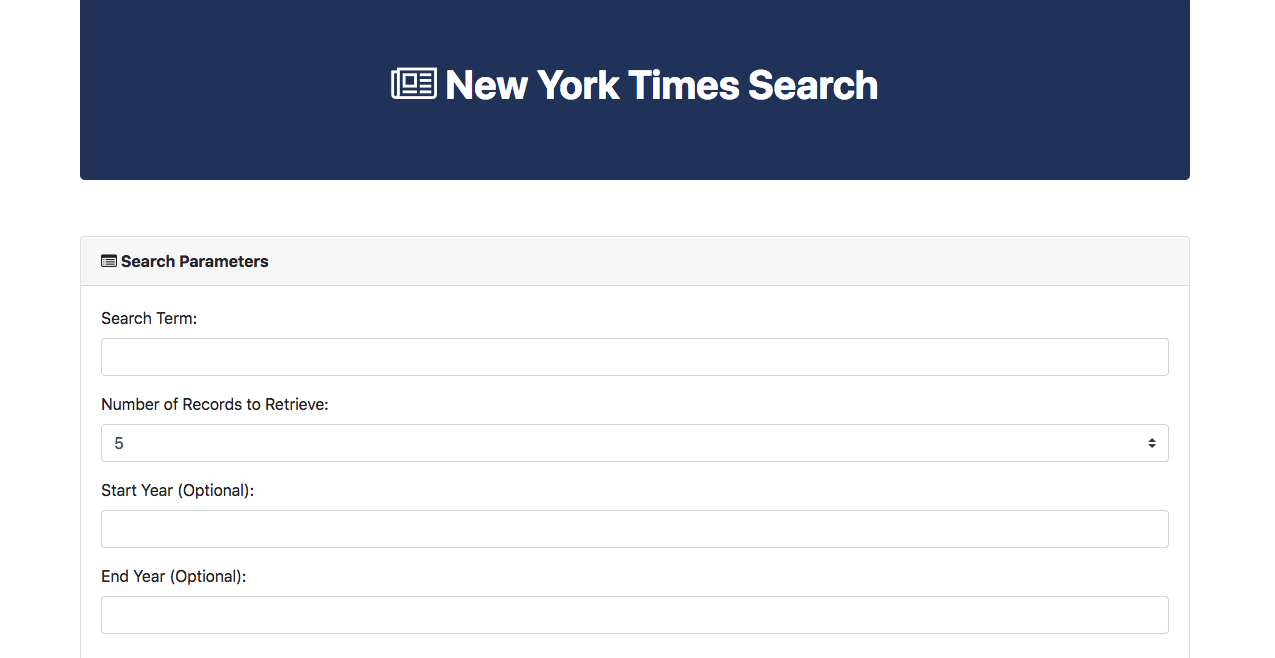 New York Times Search
Search Parameters
Search Term:
Number of Records to Retrieve:
5
Start Year (Optional):
End Year (Optional):